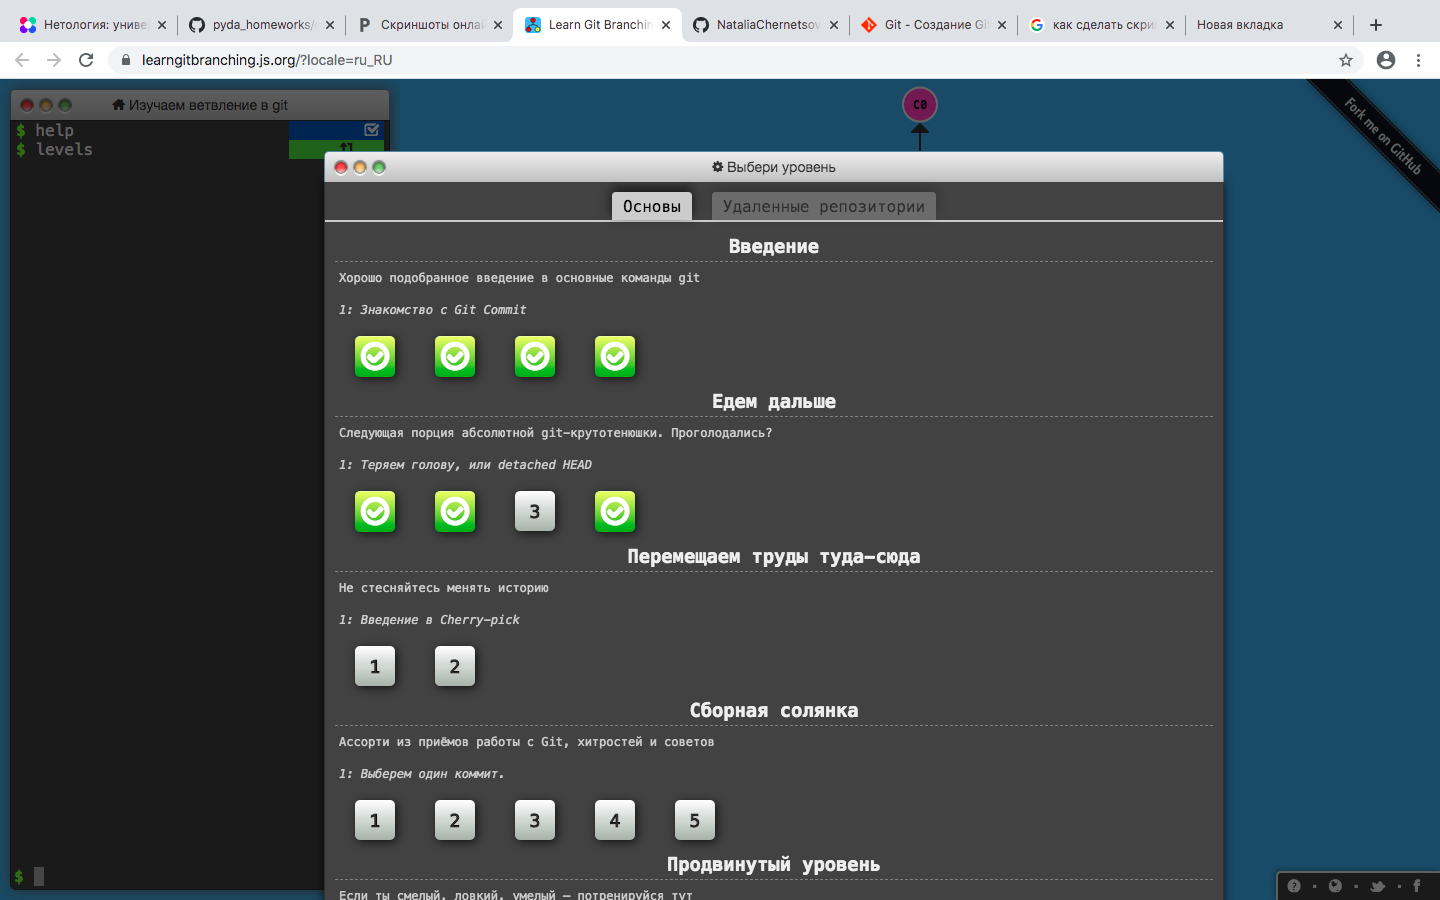 Нетология: униве
pyda_homeworks/
Скриншоты онлай
Learn Git Branchin
NataliaChernetsov
Git - Создание Gi
как сделать скри
Новая вкладка
learngitbranching.js.org/?locale=ru_RU
Изучаем ветвление в git
C0
Fork me on GitHub
$ help
$ levels
Выбери уровень
Основы
Удаленные репозитории
Введение
Хорошо подобранное введение в основные команды git
1: Знакомство с Git Commit
Едем дальше
Следующая порция абсолютной git-крутотенюшки. Проголодались?
1: Теряем голову, или detached HEAD
3
Перемещаем труды туда-сюда
Не стесняйтесь менять историю
1: Введение в Cherry-pick
1 2
Сборная солянка
Ассорти из приёмов работы с Git, хитростей и советов
1: Выберем один коммит.
1 2 3 4 5
Продвинутый уровень
Если ты смелый, ловкий, умелый – потренируйся тут
$